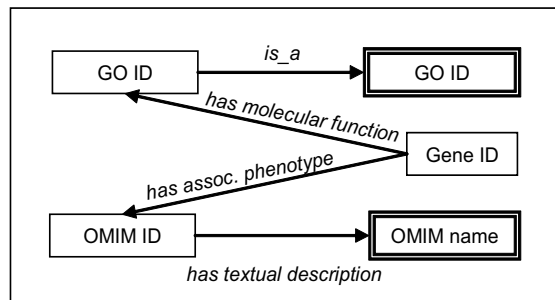 is_a
GO ID
GO ID
has molecular function
Gene ID
has assoc. phenotype
OMIM ID
OMIM name
has textual description